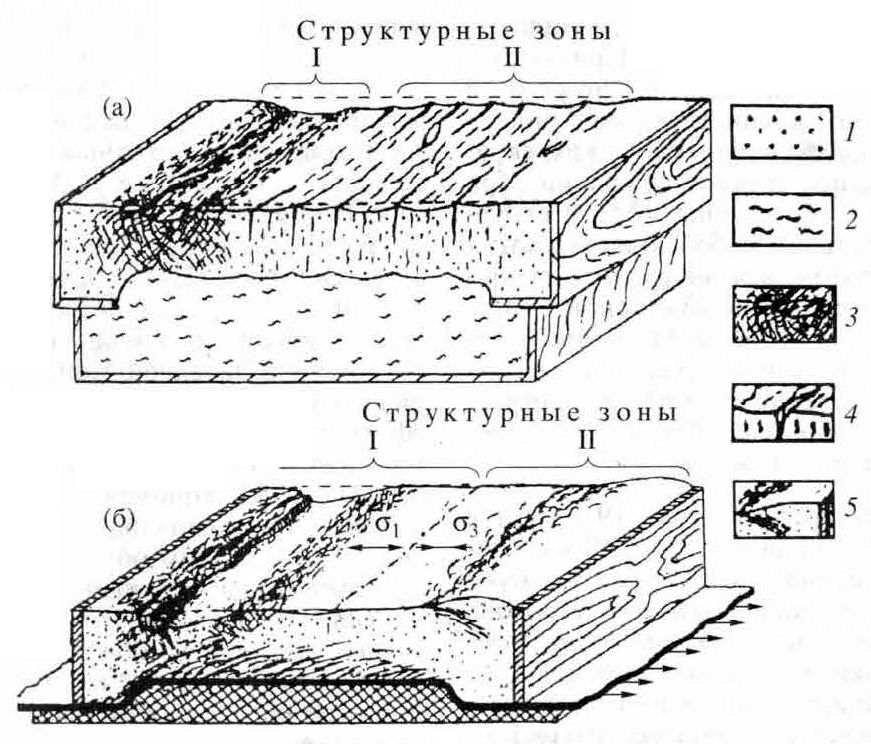 Структурные зоны
I II
(а)
1
2
3
4
5
Структурные зоны
I II
(б)
σ1 σ3